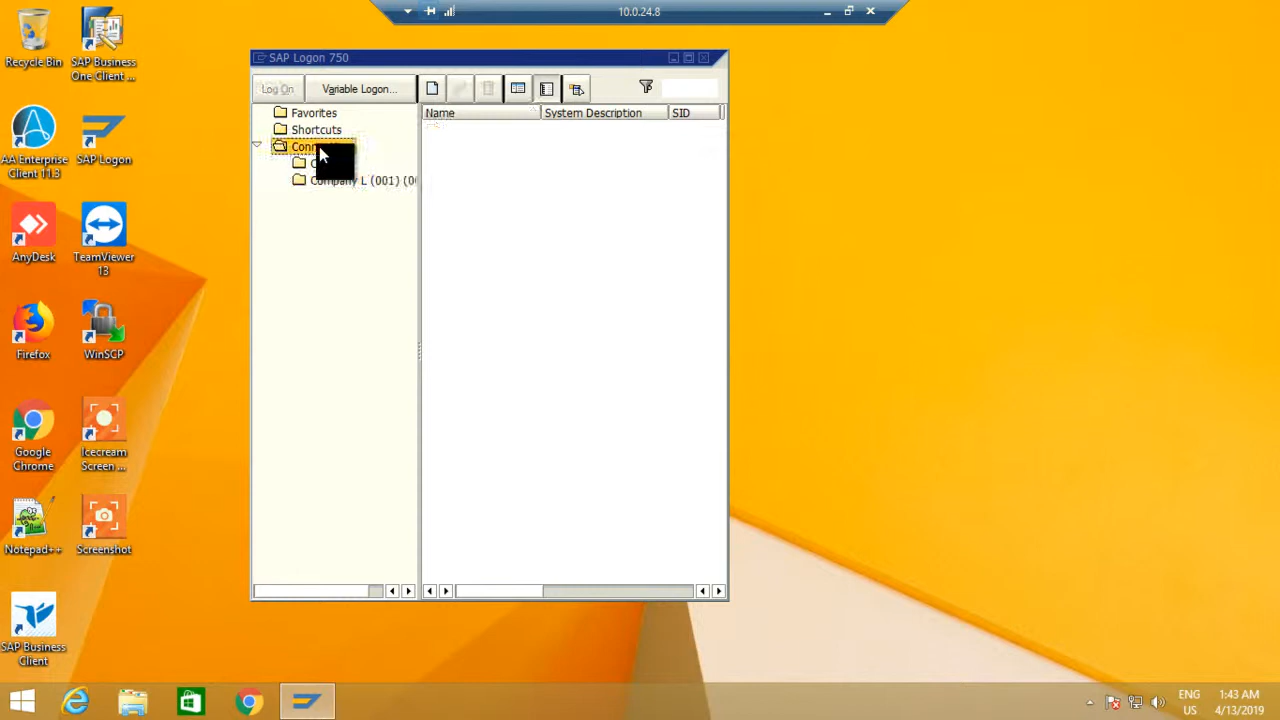 10.0.24.8
Recycle Bin
SAP Business
One Client ...
AA Enterprise
Client 11.3
SAP Logon
AnyDesk
TeamViewer
13
Firefox
WinSCP
Google
Chrome
Icecream
Screen ...
Notepad++
Screenshot
SAP Business
Client
SAP Logon 750
Log On
Variable Logon...
Favorites
Shortcuts
Company L (001)
Name
System Description
SID
ENG
US
1:43 AM
4/13/2019